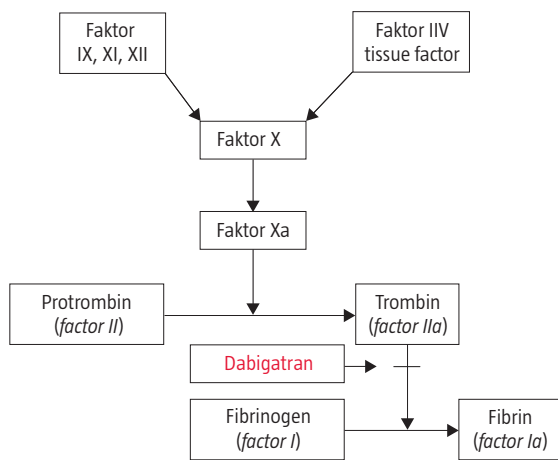 Faktor
IX, XI, XII
Faktor IIV
tissue factor
Faktor X
Faktor Xa
Protrombin
(factor II)
Trombin
(factor IIa)
Dabigatran
Fibrinogen
(factor I)
Fibrin
(factor Ia)